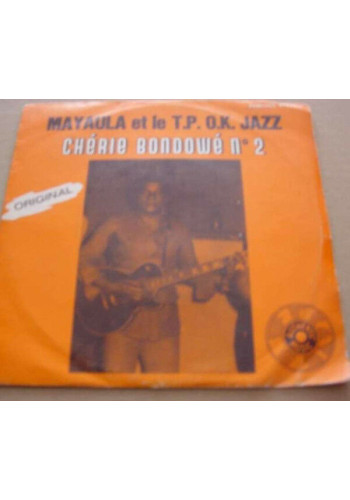 MAYAULA et le T.P. O.K. JAZZ
CHÉRIE BONDOWÉ N° 2
ORIGINAL